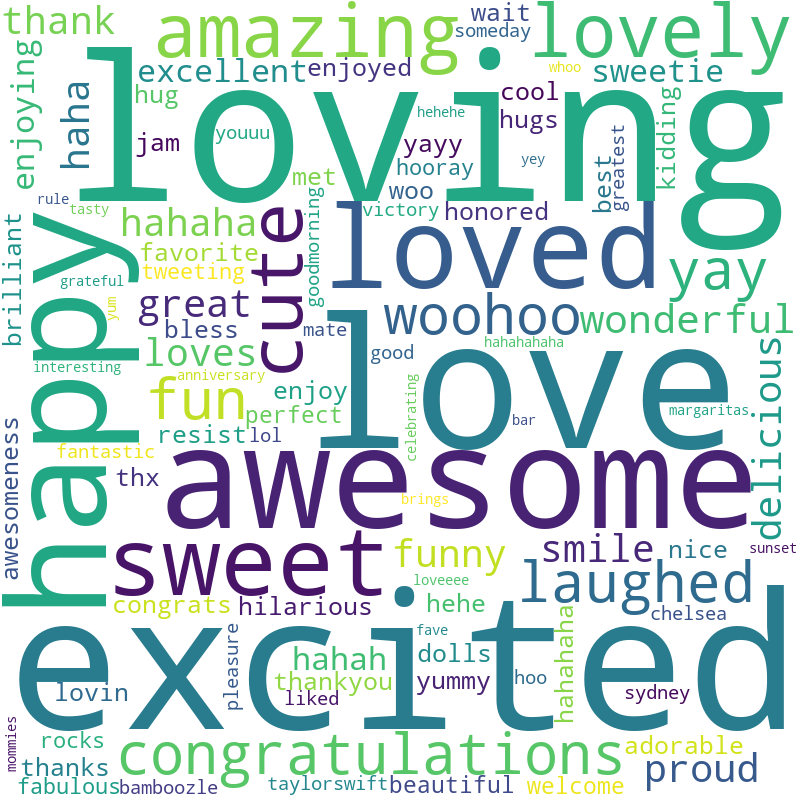 thank
amazing
wait
someday
lovely
loving
excellent
enjoyed
whoo
sweetie
enjoying
haha
hug
hehehe
cool
hugs
kidding
jam
youuu
yayy
yey
best
greatest
hooray
met
woo
rule
tasty
goodmorning
victory
honored
loved
happy
hahaha
cute
yay
brilliant
favorite
tweeting
grateful
yum
great
woohoo
wonderful
bless
mate
love
hahahahaha
loves
good
interesting
anniversary
delicious
fun
enjoy
celebrating
perfect
margaritas
bar
awesomeness
resist
lol
fantastic
awesome
thx
brings
sweet
funny
smile
nice
sunset
loveeee
laughed
excited
congrats
hilarious
hehe
hahahaha
chelsea
pleasure
fave
hahah
dolls
lovin
thankyou
yummy
hoo
liked
sydney
mommies
rocks
congratulations
adorable
thanks
proud
fabulous
bamboozle
taylorswift
beautiful
welcome